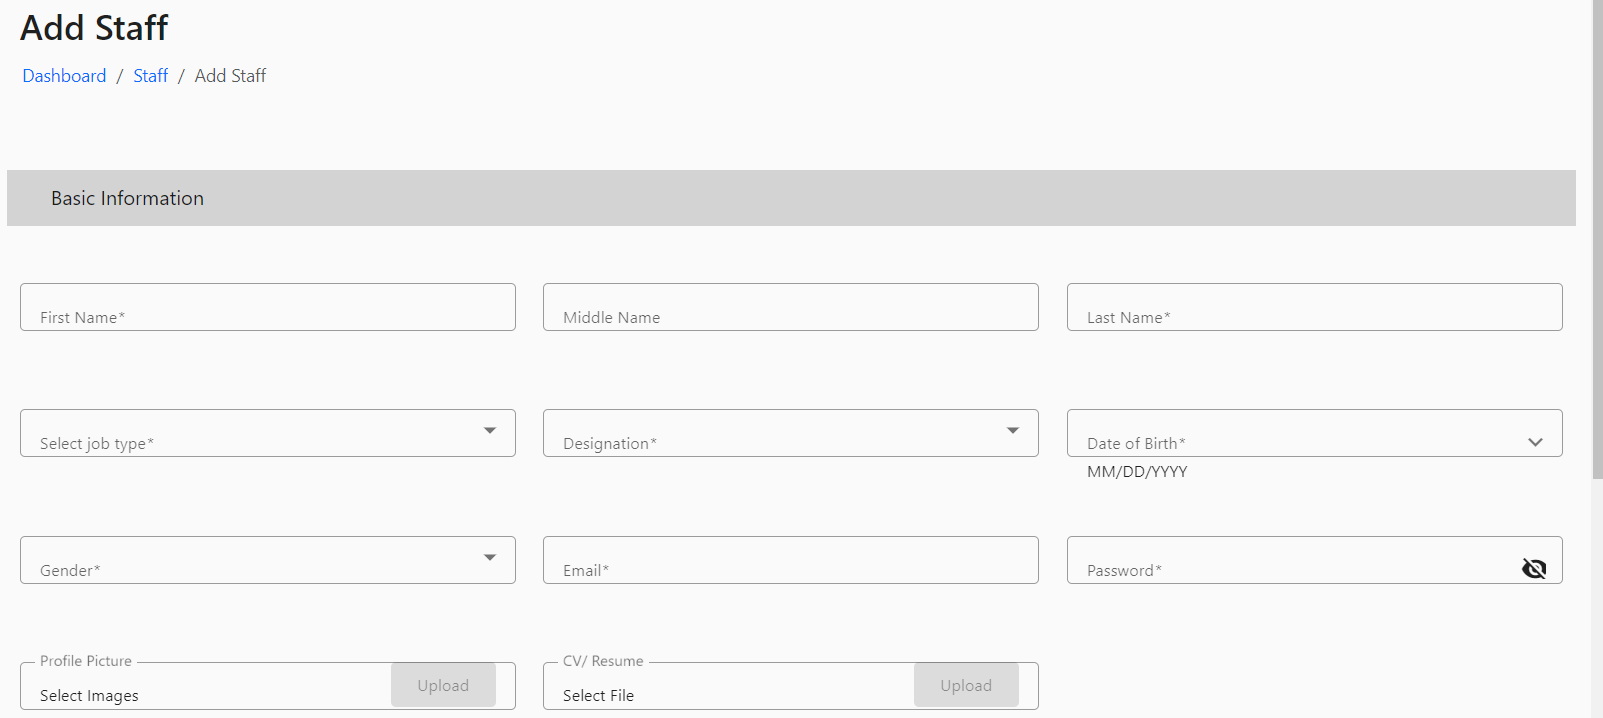 Add Staff
Dashboard / Staff / Add Staff
Basic Information
First Name*
Middle Name
Last Name*
Select job type*
Designation*
Date of Birth*
MM/DD/YYYY
Gender*
Email*
Password*
Profile Picture
Select Images
Upload
CV/ Resume
Select File
Upload